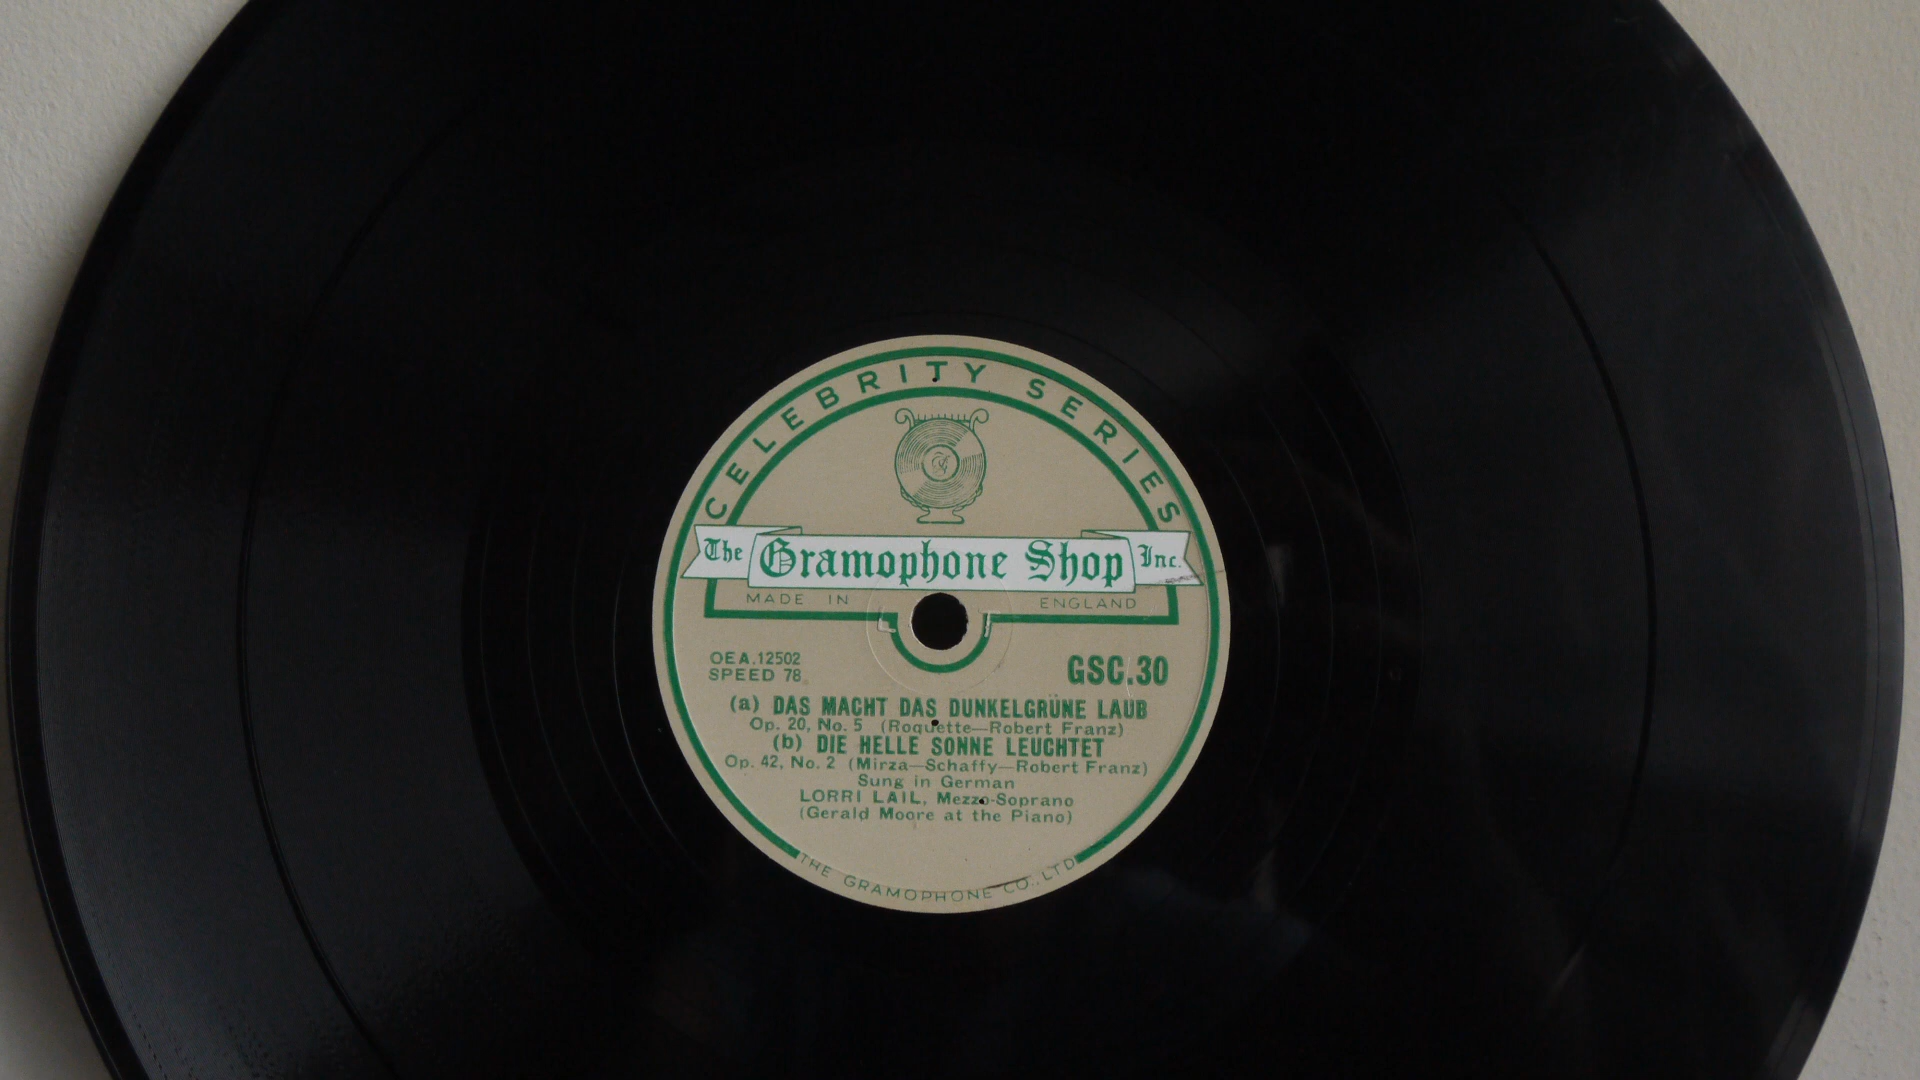 CELEBRITY SERIES
The Gramophone Shop Inc.
MADE IN ENGLAND
OEA.12502
SPEED 78
GSC.30
(a) DAS MACHT DAS DUNKELGRÜNE LAUB
Op. 20, No. 5 (Roquette—Robert Franz)
(b) DIE HELLE SONNE LEUCHTET
Op. 42, No. 2 (Mirza—Schaffy—Robert Franz)
Sung in German
LORRI LAIL, Mezzo-Soprano
(Gerald Moore at the Piano)
THE GRAMOPHONE CO., LTD